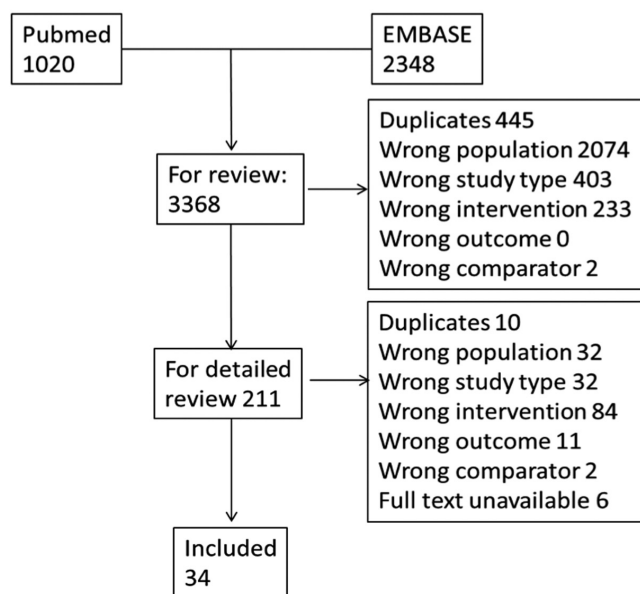 Pubmed
1020
EMBASE
2348
For review:
3368
Duplicates 445
Wrong population 2074
Wrong study type 403
Wrong intervention 233
Wrong outcome 0
Wrong comparator 2
For detailed
review 211
Duplicates 10
Wrong population 32
Wrong study type 32
Wrong intervention 84
Wrong outcome 11
Wrong comparator 2
Full text unavailable 6
Included
34